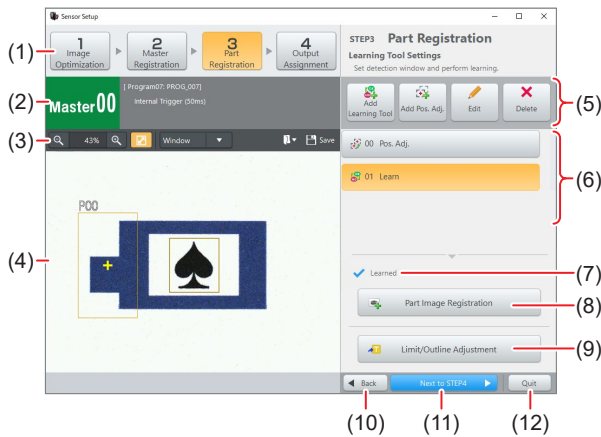 Sensor Setup
(1)
1
Image
Optimization
2
Master
Registration
3
Part
Registration
4
Output
Assignment
STEP3 Part Registration
Learning Tool Settings
Set detection window and perform learning.
(2)
Master00
[ Program07: PROG_007]
Internal Trigger (50ms)
Add
Learning Tool
Add Pos. Adj.
Edit
Delete
(5)
(3)
43%
Window
Save
00 Pos. Adj.
01 Learn
(6)
(4)
P00
Learned
(7)
Part Image Registration
(8)
Limit/Outline Adjustment
(9)
Back
Next to STEP4
Quit
(10)
(11)
(12)